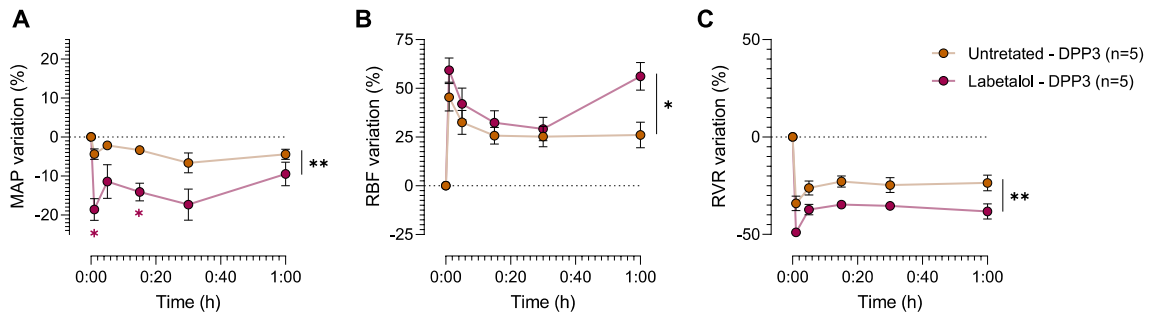 A
MAP variation (%)
20
10
0
-10
-20
**
*
*
0:00 0:20 0:40 1:00
Time (h)
B
RBF variation (%)
75
50
25
0
-25
*
0:00 0:20 0:40 1:00
Time (h)
C
RVR variation (%)
50
0
-50
**
0:00 0:20 0:40 1:00
Time (h)
Untretated - DPP3 (n=5)
Labetalol - DPP3 (n=5)